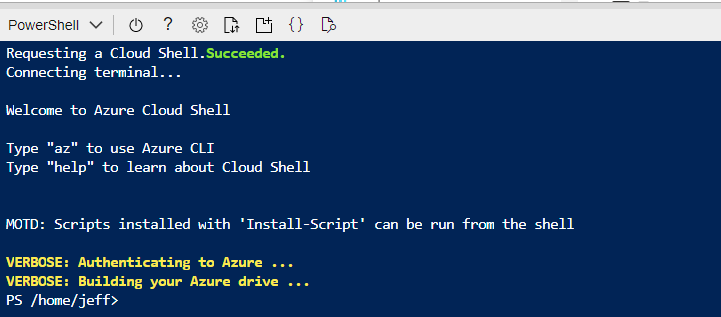 PowerShell
Requesting a Cloud Shell.Succeeded.
Connecting terminal...
Welcome to Azure Cloud Shell
Type "az" to use Azure CLI
Type "help" to learn about Cloud Shell
MOTD: Scripts installed with 'Install-Script' can be run from the shell
VERBOSE: Authenticating to Azure ...
VERBOSE: Building your Azure drive ...
PS /home/jeff>